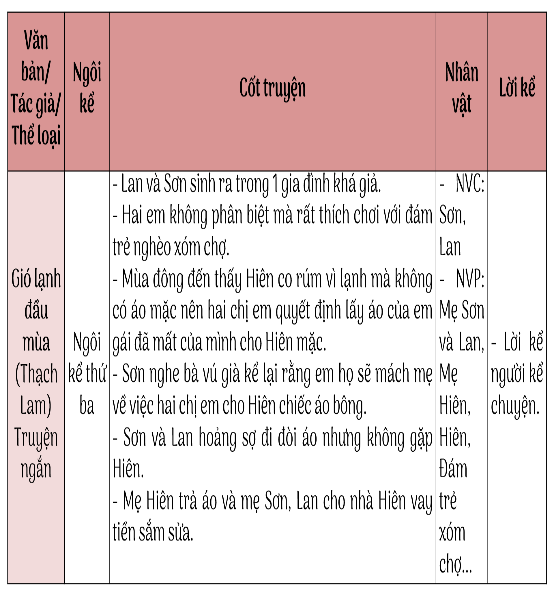 Văn
bản/
Tác giả/
Thể loại
Ngôi
kể
Cốt truyện
Nhân
vật
Lời kể
Gió lạnh
đầu
mùa
(Thạch
Lam)
Truyện
ngắn
Ngôi
kể thứ
ba
- Lan và Sơn sinh ra trong 1 gia đình khá giả.
- Hai em không phân biệt mà rất thích chơi với đám
trẻ nghèo xóm chợ.
- Mùa đông đến thấy Hiên co rúm vì lạnh mà không
có áo mặc nên hai chị em quyết định lấy áo của em
gái đã mất của mình cho Hiên mặc.
- Sơn nghe bà vú già kể lại rằng em họ sẽ mách mẹ
về việc hai chị em cho Hiên chiếc áo bông.
- Sơn và Lan hoảng sợ đi đòi áo nhưng không gặp
Hiên.
- Mẹ Hiên trả áo và mẹ Sơn, Lan cho nhà Hiên vay
tiền sắm sửa.
- NVC:
Sơn,
Lan
- NVP:
Mẹ Sơn
và Lan,
Mẹ
Hiên,
Hiên,
Đám
trẻ
xóm
chợ...
- Lời kể
người kể
chuyện.